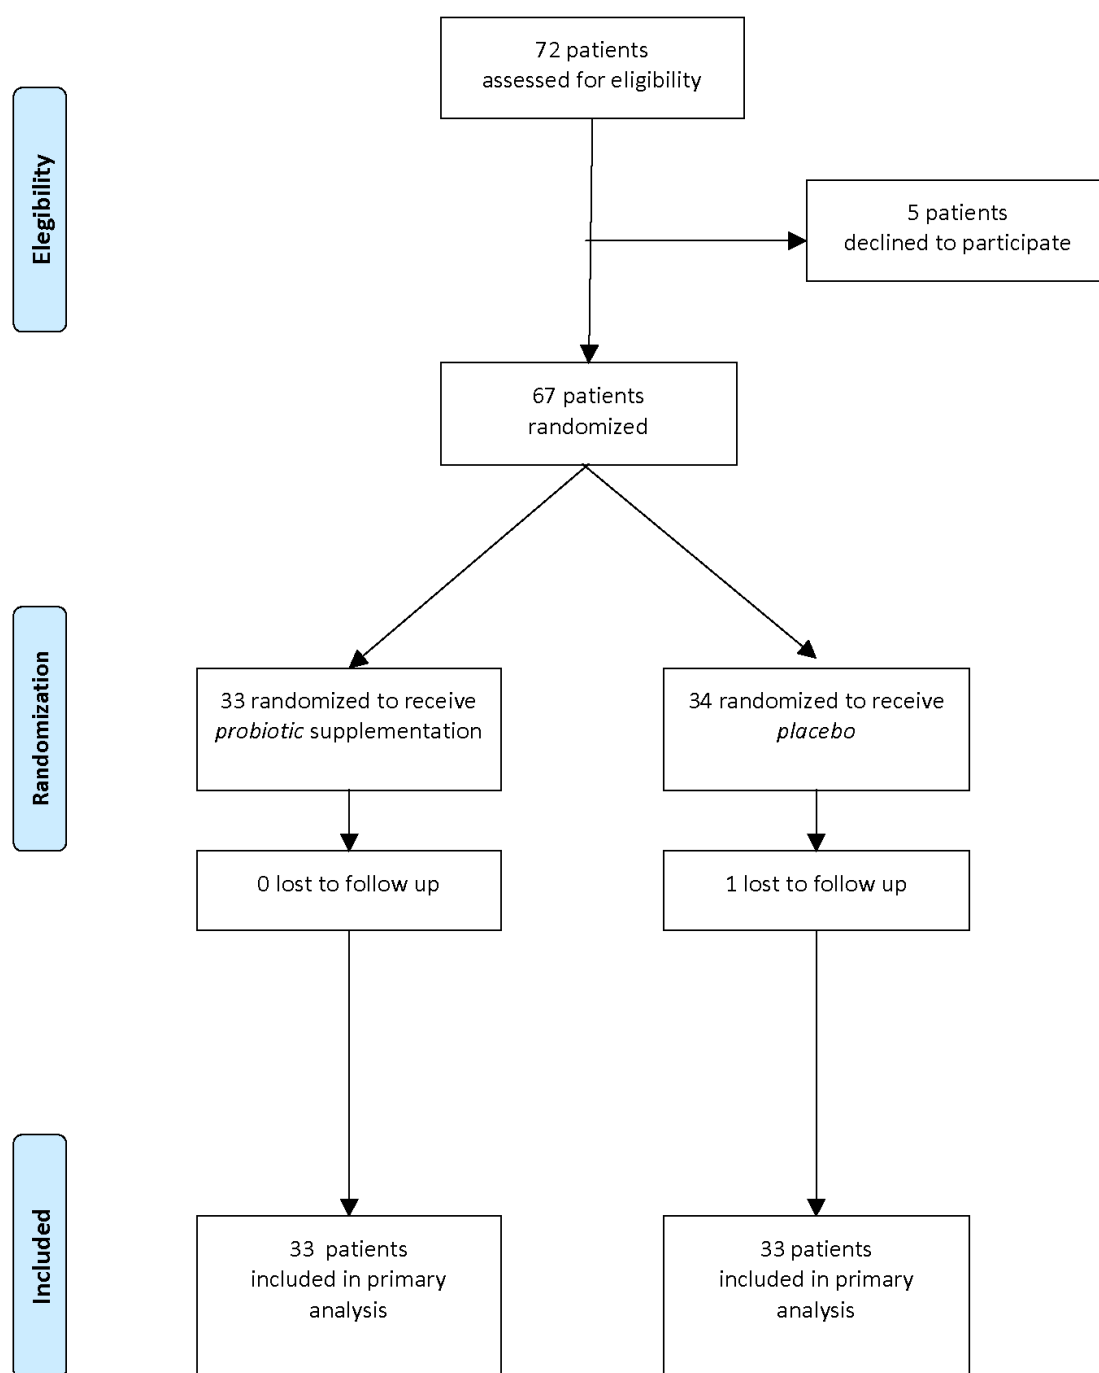 72 patients
assessed for eligibility
Elegibility
5 patients
declined to participate
67 patients
randomized
Randomization
33 randomized to receive
probiotic supplementation
34 randomized to receive
placebo
0 lost to follow up
1 lost to follow up
Included
33 patients
included in primary
analysis
33 patients
included in primary
analysis